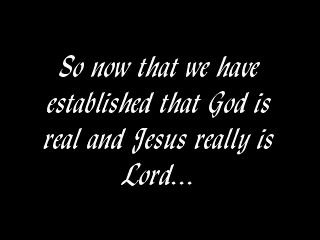 So now that we have
established that God is
real and Jesus really is
Lord...